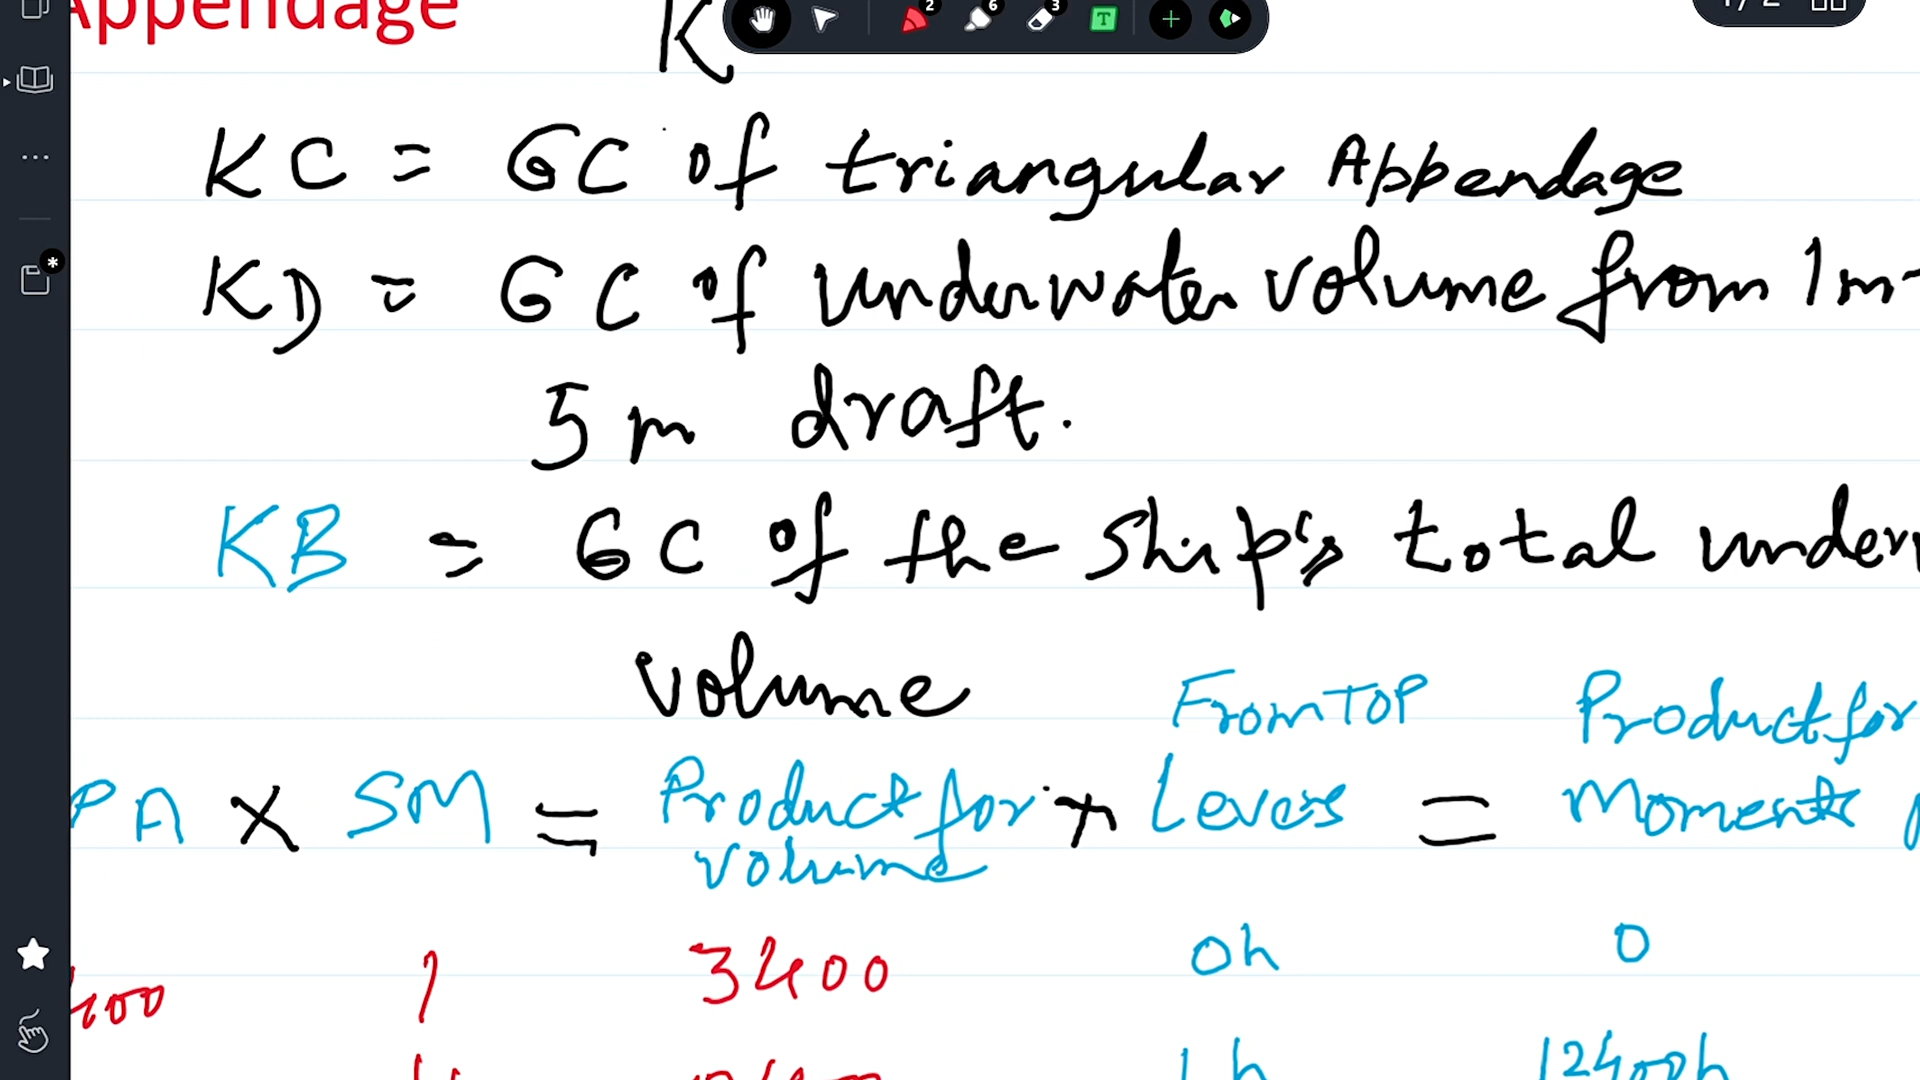 Appendage
K
KC = GC of triangular Appendage
KD = GC of underwater volume from 1m-
5m draft.
KB = GC of the ship's total under
volume
From TOP Product for
PA × SM = Product for volume × Levers = Moments
1 3400 0h 0
1h 12400h